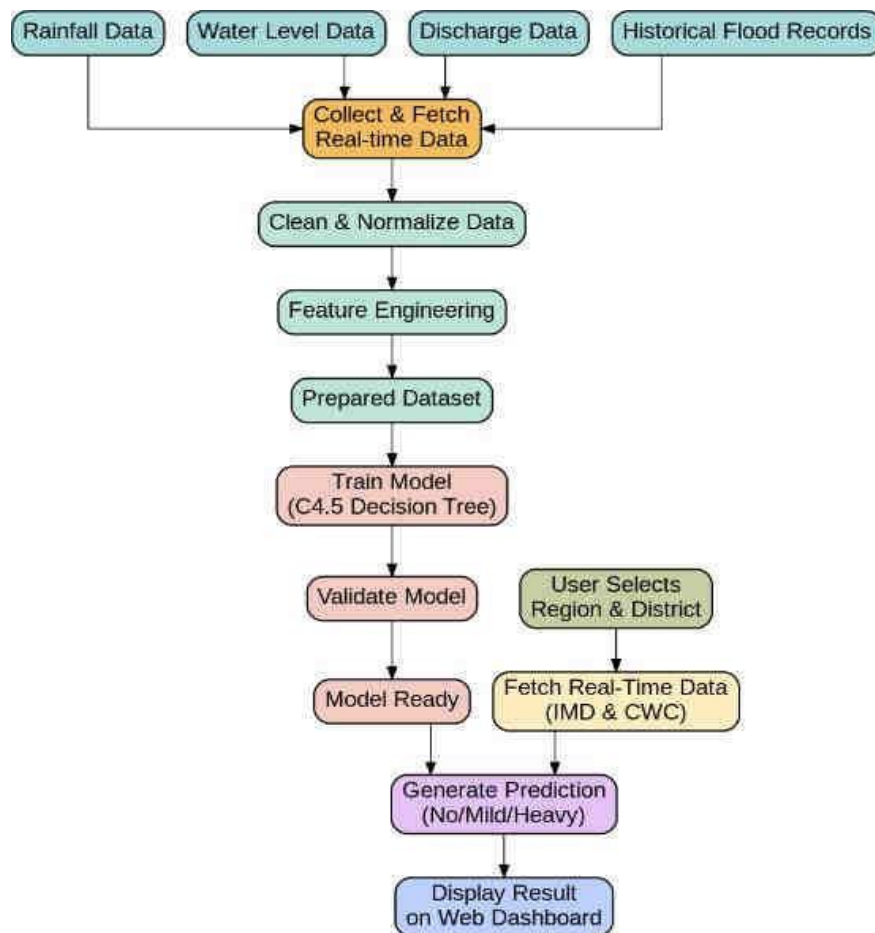 Rainfall Data
Water Level Data
Discharge Data
Historical Flood Records
Collect & Fetch
Real-time Data
Clean & Normalize Data
Feature Engineering
Prepared Dataset
Train Model
(C4.5 Decision Tree)
Validate Model
User Selects
Region & District
Model Ready
Fetch Real-Time Data
(IMD & CWC)
Generate Prediction
(No/Mild/Heavy)
Display Result
on Web Dashboard